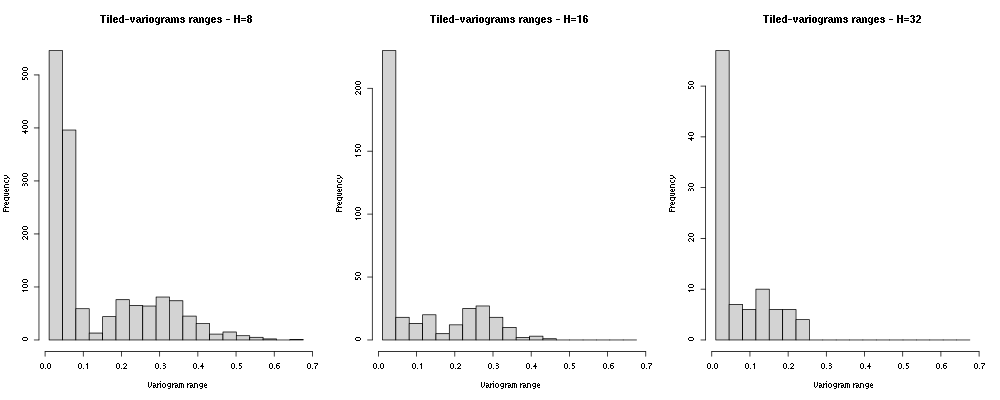 Tiled-variograms ranges - H=8
Frequency
500
400
300
200
100
0
0.0 0.1 0.2 0.3 0.4 0.5 0.6 0.7
Variogram range
Tiled-variograms ranges - H=16
Frequency
200
150
100
50
0
0.0 0.1 0.2 0.3 0.4 0.5 0.6 0.7
Variogram range
Tiled-variograms ranges - H=32
Frequency
50
40
30
20
10
0
0.0 0.1 0.2 0.3 0.4 0.5 0.6 0.7
Variogram range